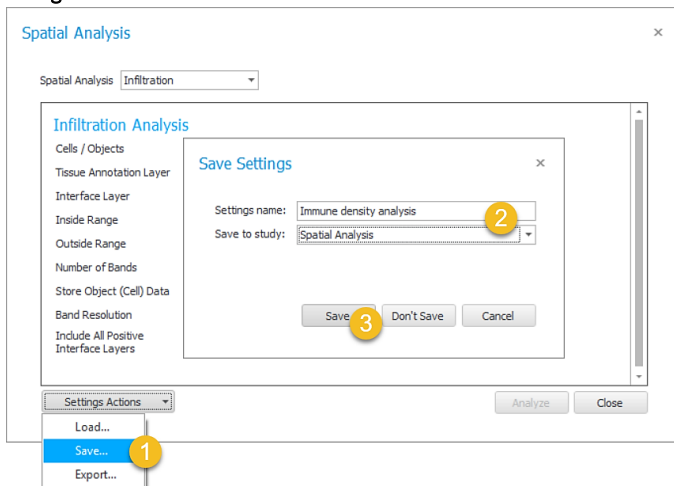 Spatial Analysis
Spatial Analysis Infiltration
Infiltration Analysis
Cells / Objects
Tissue Annotation Layer
Interface Layer
Inside Range
Outside Range
Number of Bands
Store Object (Cell) Data
Band Resolution
Include All Positive
Interface Layers
Save Settings
Settings name: Immune density analysis
2
Save to study: Spatial Analysis
Save Don't Save Cancel
3
Settings Actions Analyze Close
Load...
Save... 1
Export...